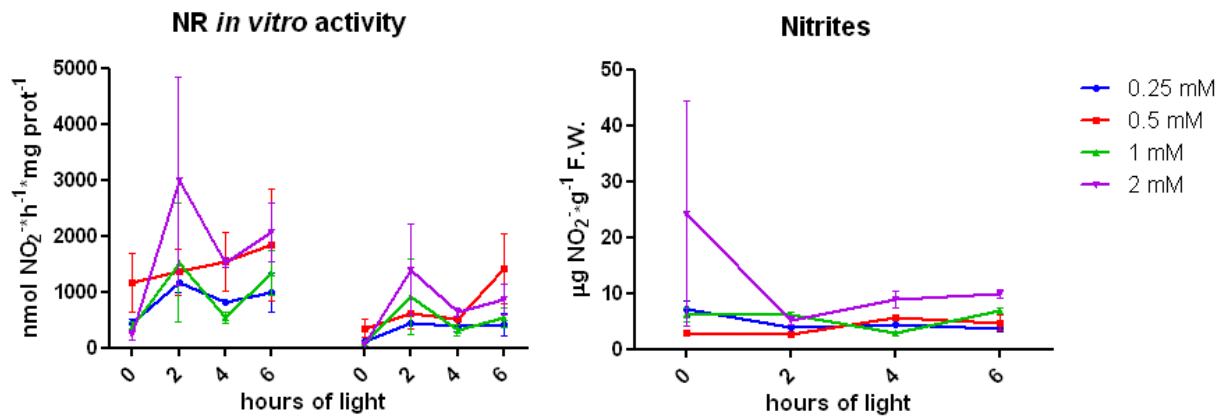 NR in vitro activity
nmol NO₂⁻*h⁻¹*mg prot⁻¹
5000
4000
3000
2000
1000
0
0 2 4 6 0 2 4 6
hours of light
Nitrites
µg NO₂⁻*g⁻¹ F.W.
50
40
30
20
10
0
0 2 4 6
hours of light
0.25 mM
0.5 mM
1 mM
2 mM